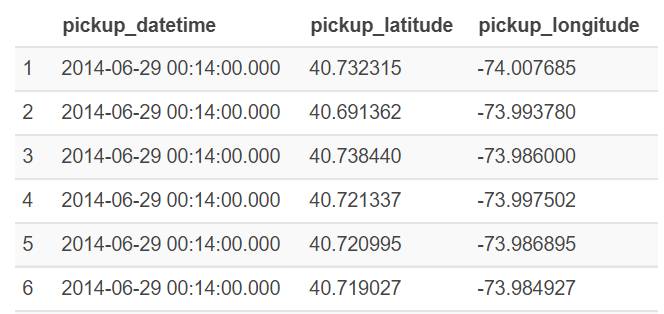 pickup_datetime pickup_latitude pickup_longitude
1 2014-06-29 00:14:00.000 40.732315 -74.007685
2 2014-06-29 00:14:00.000 40.691362 -73.993780
3 2014-06-29 00:14:00.000 40.738440 -73.986000
4 2014-06-29 00:14:00.000 40.721337 -73.997502
5 2014-06-29 00:14:00.000 40.720995 -73.986895
6 2014-06-29 00:14:00.000 40.719027 -73.984927